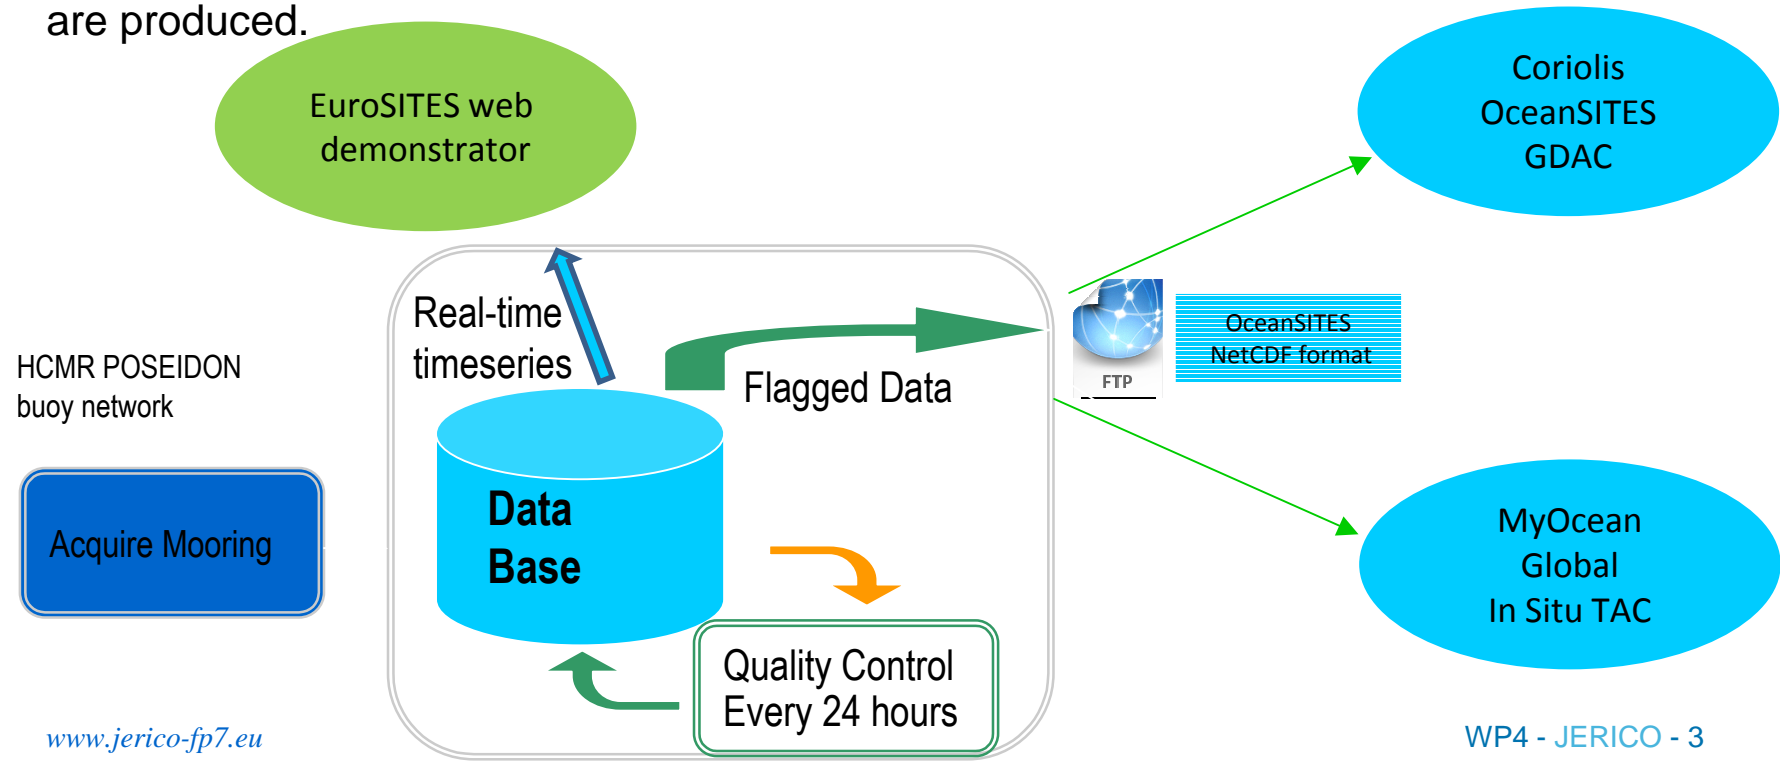 are produced.
EuroSITES web
demonstrator
Coriolis
OceanSITES
GDAC
Real-time
timeseries
OceanSITES
NetCDF format
FTP
HCMR POSEIDON
buoy network
Flagged Data
Data
Base
Acquire Mooring
MyOcean
Global
In Situ TAC
Quality Control
Every 24 hours
www.jerico-fp7.eu
WP4 - JERICO - 3